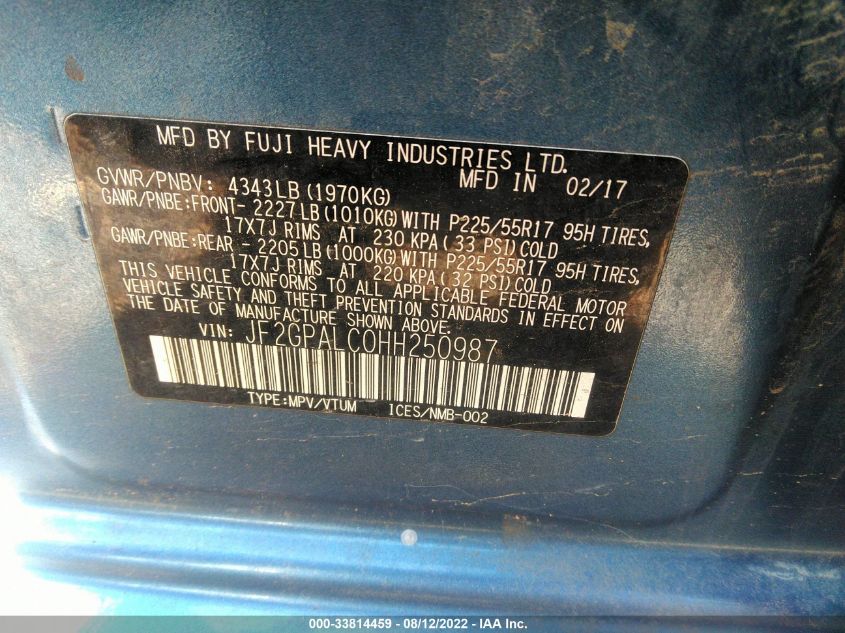 MFD BY FUJI HEAVY INDUSTRIES LTD.
GVWR/PNBV: 4343LB(1970KG) MFD IN 02/17
GAWR/PNBE:FRONT- 2227LB(1010KG)WITH P225/55R17 95H TIRES,
17X7J RIMS AT 230 KPA(33 PSI)COLD
GAWR/PNBE:REAR - 2205LB(1000KG)WITH P225/55R17 95H TIRES,
17X7J RIMS AT 220 KPA(32 PSI)COLD
THIS VEHICLE CONFORMS TO ALL APPLICABLE FEDERAL MOTOR
VEHICLE SAFETY AND THEFT PREVENTION STANDARDS IN EFFECT ON
THE DATE OF MANUFACTURE SHOWN ABOVE.
VIN: JF2GPALC0HH250987
TYPE:MPV/VTUM ICES/NMB-002
000-33814459 - 08/12/2022 - IAA Inc.